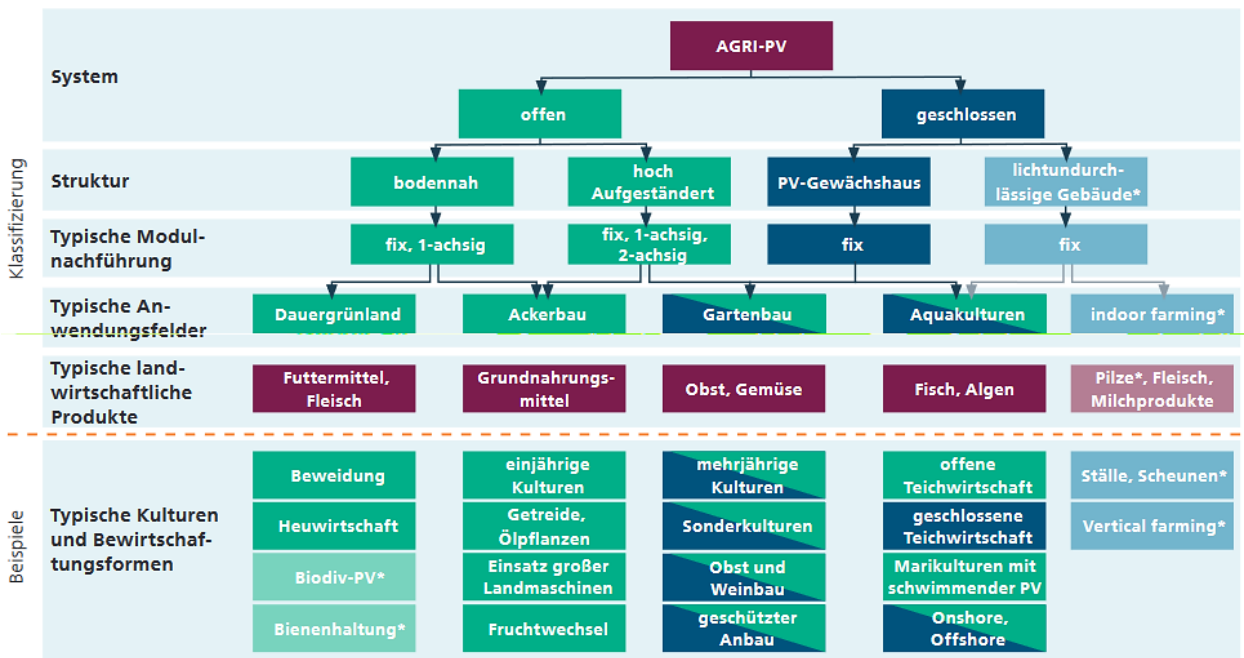 AGRI-PV
System
offen
geschlossen
Klassifizierung
Struktur
bodennah
hoch
Aufgeständert
PV-Gewächshaus
lichtundurch-
lässige Gebäude*
Typische Modul-
nachführung
fix, 1-achsig
fix, 1-achsig,
2-achsig
fix
fix
Typische An-
wendungsfelder
Dauergrünland
Ackerbau
Gartenbau
Aquakulturen
indoor farming*
Typische land-
wirtschaftliche
Produkte
Futtermittel,
Fleisch
Grundnahrungs-
mittel
Obst, Gemüse
Fisch, Algen
Pilze*, Fleisch,
Milchprodukte
Beispiele
Typische Kulturen
und Bewirtschaf-
tungsformen
Beweidung
einjährige
Kulturen
mehrjährige
Kulturen
offene
Teichwirtschaft
Ställe, Scheunen*
Heuwirtschaft
Getreide,
Ölpflanzen
Sonderkulturen
geschlossene
Teichwirtschaft
Vertical farming*
Biodiv-PV*
Einsatz großer
Landmaschinen
Obst und
Weinbau
Marikulturen mit
schwimmender PV
Bienenhaltung*
Fruchtwechsel
geschützter
Anbau
Onshore,
Offshore